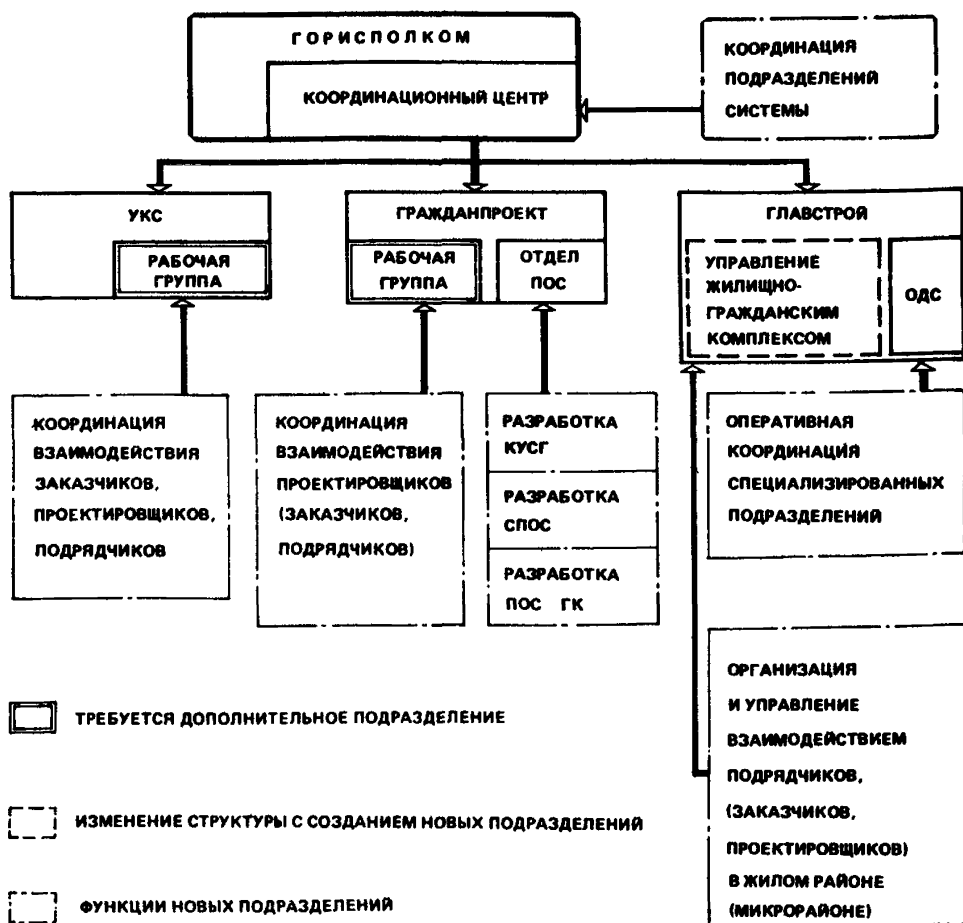 ГОРИСПОЛКОМ
КООРДИНАЦИОННЫЙ ЦЕНТР
КООРДИНАЦИЯ
ПОДРАЗДЕЛЕНИЙ
СИСТЕМЫ
УКС
РАБОЧАЯ
ГРУППА
ГРАЖДАНПРОЕКТ
РАБОЧАЯ
ГРУППА
ОТДЕЛ
ПОС
ГЛАВСТРОЙ
УПРАВЛЕНИЕ
ЖИЛИЩНО-
ГРАЖДАНСКИМ
КОМПЛЕКСОМ
ОДС
КООРДИНАЦИЯ
ВЗАИМОДЕЙСТВИЯ
ЗАКАЗЧИКОВ,
ПРОЕКТИРОВЩИКОВ,
ПОДРЯДЧИКОВ
КООРДИНАЦИЯ
ВЗАИМОДЕЙСТВИЯ
ПРОЕКТИРОВЩИКОВ
(ЗАКАЗЧИКОВ,
ПОДРЯДЧИКОВ)
РАЗРАБОТКА
КУСГ
РАЗРАБОТКА
СПОС
РАЗРАБОТКА
ПОС ГК
ОПЕРАТИВНАЯ
КООРДИНАЦИЯ
СПЕЦИАЛИЗИРОВАННЫХ
ПОДРАЗДЕЛЕНИЙ
ОРГАНИЗАЦИЯ
И УПРАВЛЕНИЕ
ВЗАИМОДЕЙСТВИЕМ
ПОДРЯДЧИКОВ,
(ЗАКАЗЧИКОВ,
ПРОЕКТИРОВЩИКОВ)
В ЖИЛОМ РАЙОНЕ
(МИКРОРАЙОНЕ)
ТРЕБУЕТСЯ ДОПОЛНИТЕЛЬНОЕ ПОДРАЗДЕЛЕНИЕ
ИЗМЕНЕНИЕ СТРУКТУРЫ С СОЗДАНИЕМ НОВЫХ ПОДРАЗДЕЛЕНИЙ
ФУНКЦИИ НОВЫХ ПОДРАЗДЕЛЕНИЙ